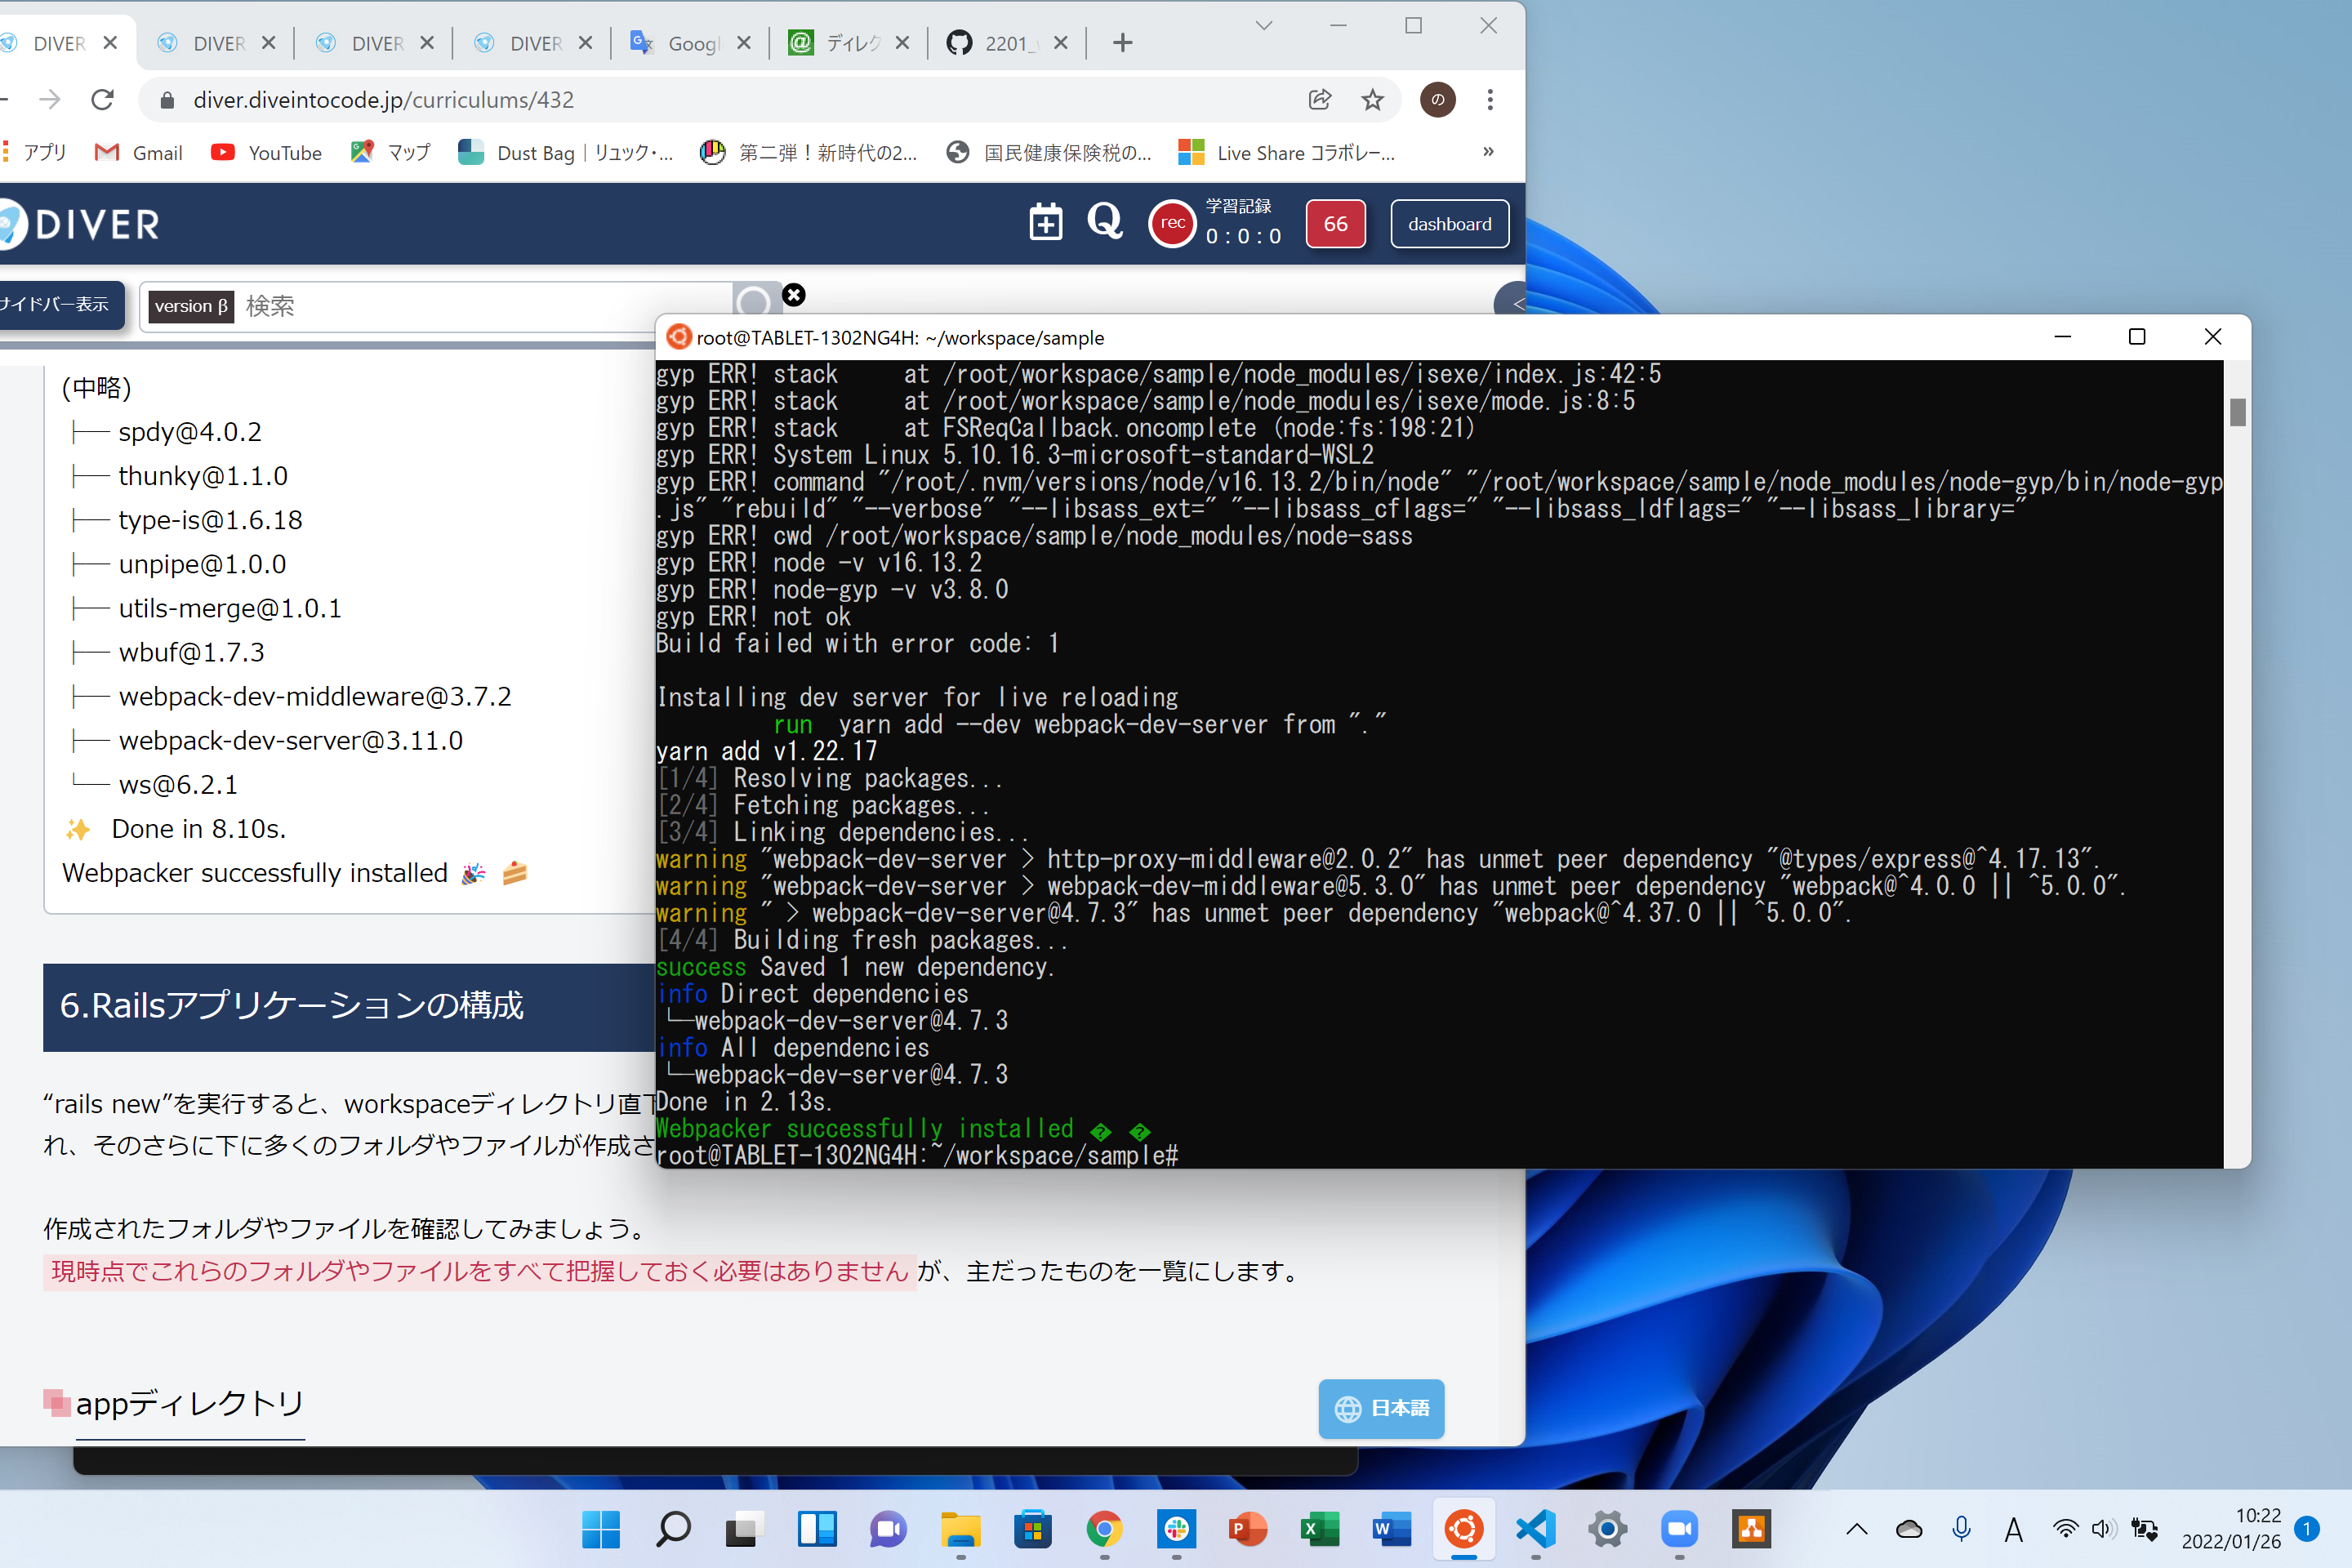 DIVER
DIVER
DIVER
DIVER
Googl
ディレク
2201_
diver.diveintocode.jp/curriculums/432
の
アプリ
Gmail
YouTube
マップ
Dust Bag｜リュック・...
第二弾！新時代の2...
国民健康保険税の...
Live Share コラボレー...
»
DIVER
Q
rec
学習記録
0 : 0 : 0
66
dashboard
サイドバー表示
version β
検索
<
(中略)
├── spdy@4.0.2
├── thunky@1.1.0
├── type-is@1.6.18
├── unpipe@1.0.0
├── utils-merge@1.0.1
├── wbuf@1.7.3
├── webpack-dev-middleware@3.7.2
├── webpack-dev-server@3.11.0
└── ws@6.2.1
✨ Done in 8.10s.
Webpacker successfully installed 🎉 🍰
6.Railsアプリケーションの構成
“rails new”を実行すると、workspaceディレクトリ直下
れ、そのさらに下に多くのフォルダやファイルが作成さ
作成されたフォルダやファイルを確認してみましょう。
現時点でこれらのフォルダやファイルをすべて把握しておく必要はありませんが、主だったものを一覧にします。
appディレクトリ
日本語
root@TABLET-1302NG4H: ~/workspace/sample
gyp ERR! stack     at /root/workspace/sample/node_modules/isexe/index.js:42:5
gyp ERR! stack     at /root/workspace/sample/node_modules/isexe/mode.js:8:5
gyp ERR! stack     at FSReqCallback.oncomplete (node:fs:198:21)
gyp ERR! System Linux 5.10.16.3-microsoft-standard-WSL2
gyp ERR! command "/root/.nvm/versions/node/v16.13.2/bin/node" "/root/workspace/sample/node_modules/node-gyp/bin/node-gyp
.js" "rebuild" "--verbose" "--libsass_ext=" "--libsass_cflags=" "--libsass_ldflags=" "--libsass_library="
gyp ERR! cwd /root/workspace/sample/node_modules/node-sass
gyp ERR! node -v v16.13.2
gyp ERR! node-gyp -v v3.8.0
gyp ERR! not ok
Build failed with error code: 1
Installing dev server for live reloading
run  yarn add --dev webpack-dev-server from "."
yarn add v1.22.17
[1/4] Resolving packages...
[2/4] Fetching packages...
[3/4] Linking dependencies...
warning "webpack-dev-server > http-proxy-middleware@2.0.2" has unmet peer dependency "@types/express@^4.17.13".
warning "webpack-dev-server > webpack-dev-middleware@5.3.0" has unmet peer dependency "webpack@^4.0.0 || ^5.0.0".
warning " > webpack-dev-server@4.7.3" has unmet peer dependency "webpack@^4.37.0 || ^5.0.0".
[4/4] Building fresh packages...
success Saved 1 new dependency.
info Direct dependencies
└─webpack-dev-server@4.7.3
info All dependencies
└─webpack-dev-server@4.7.3
Done in 2.13s.
Webpacker successfully installed � �
root@TABLET-1302NG4H:~/workspace/sample#
A
10:22
2022/01/26
1